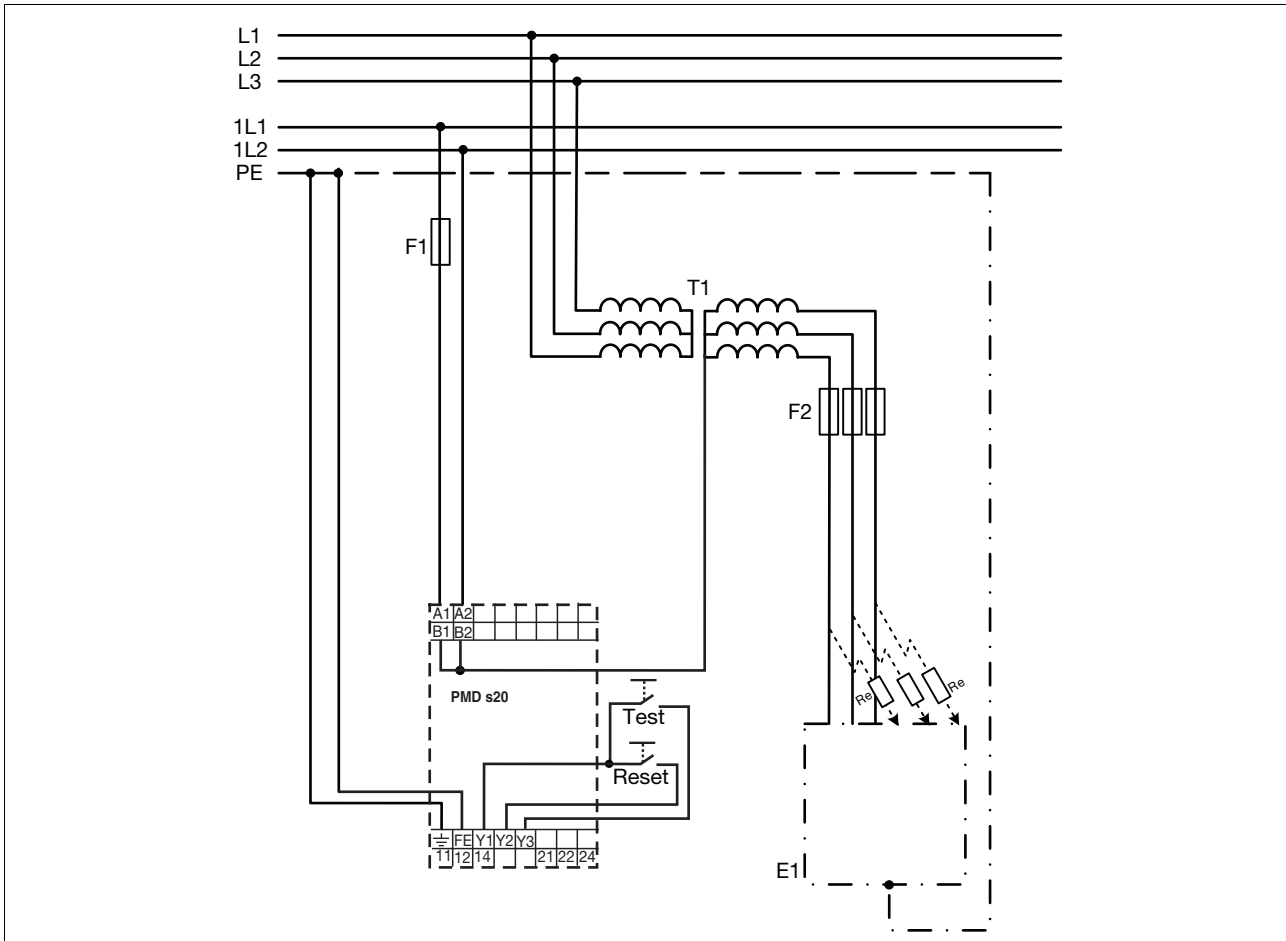 L1
L2
L3
1L1
1L2
PE
F1
T1
F2
A1 A2
B1 B2
PMD s20
Test
Reset
Re
Re
FE Y1 Y2 Y3
11 12 14 21 22 24
E1